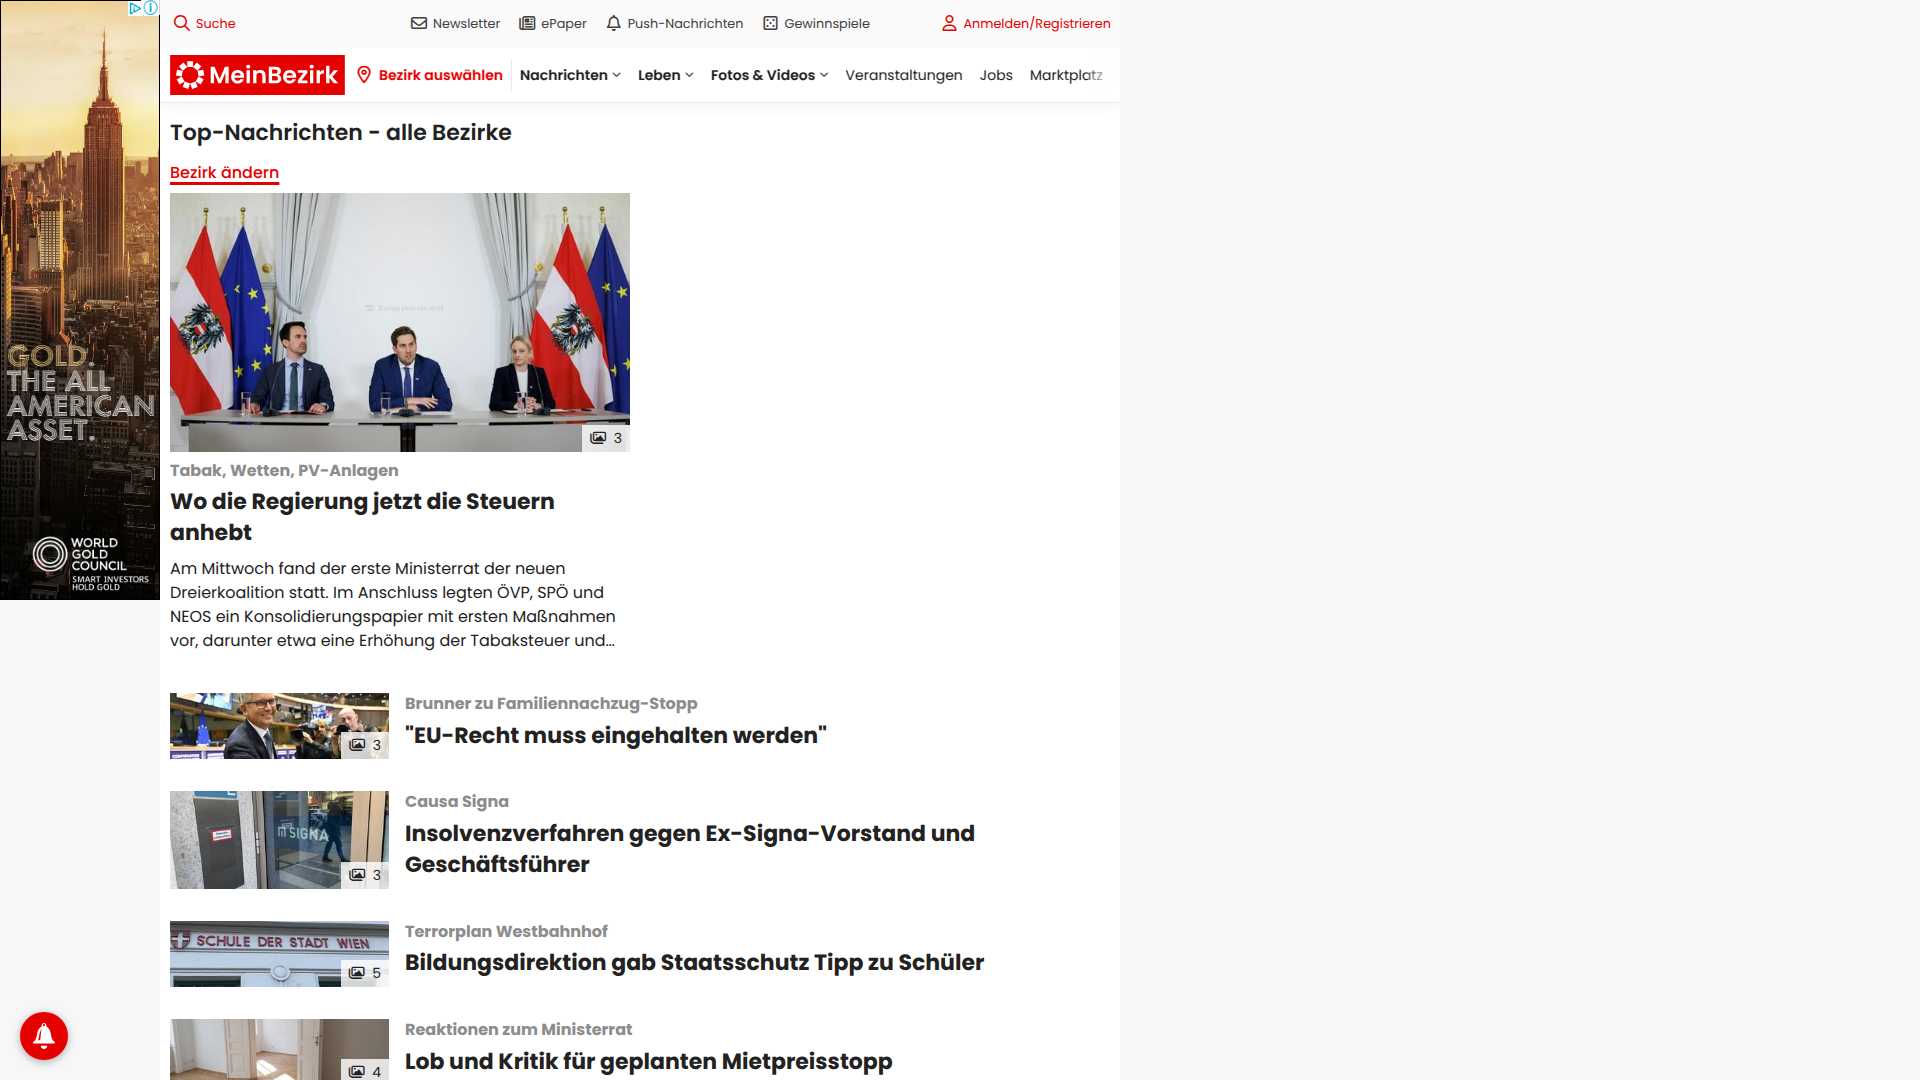 Suche
Newsletter
ePaper
Push-Nachrichten
Gewinnspiele
Anmelden/Registrieren
MeinBezirk
Bezirk auswählen
Nachrichten
Leben
Fotos & Videos
Veranstaltungen
Jobs
Marktplatz
Top-Nachrichten - alle Bezirke
Bezirk ändern
3
Tabak, Wetten, PV-Anlagen
Wo die Regierung jetzt die Steuern
anhebt
Am Mittwoch fand der erste Ministerrat der neuen
Dreierkoalition statt. Im Anschluss legten ÖVP, SPÖ und
NEOS ein Konsolidierungspapier mit ersten Maßnahmen
vor, darunter etwa eine Erhöhung der Tabaksteuer und…
3
Brunner zu Familiennachzug-Stopp
"EU-Recht muss eingehalten werden"
SIGNA
3
Causa Signa
Insolvenzverfahren gegen Ex-Signa-Vorstand und
Geschäftsführer
SCHULE DER STADT WIEN
5
Terrorplan Westbahnhof
Bildungsdirektion gab Staatsschutz Tipp zu Schüler
4
Reaktionen zum Ministerrat
Lob und Kritik für geplanten Mietpreisstopp
GOLD.
THE ALL
AMERICAN
ASSET.
WORLD
GOLD
COUNCIL
SMART INVESTORS
HOLD GOLD